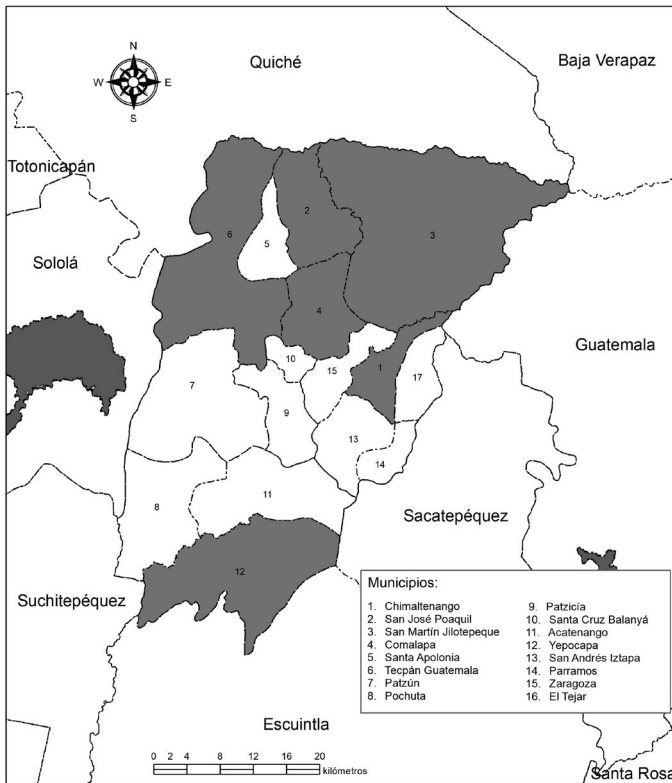 N
Quiché
Baja Verapaz
W
E
S
Totonicapán
2
6
3
5
Sololá
4
Guatemala
10
1
15
17
7
9
13
14
11
8
Sacatepéquez
12
Suchitepéquez
Municipios:
1. Chimaltenango
2. San José Poaquil
3. San Martín Jilotepeque
4. Comalapa
5. Santa Apolonia
6. Tecpán Guatemala
7. Patzún
8. Pochuta
9. Patzicía
10. Santa Cruz Balanyá
11. Acatenango
12. Yepocapa
13. San Andrés Iztapa
14. Parramos
15. Zaragoza
16. El Tejar
Escuintla
0 2 4 8 12 16 20
kilómetros
Santa Rosa